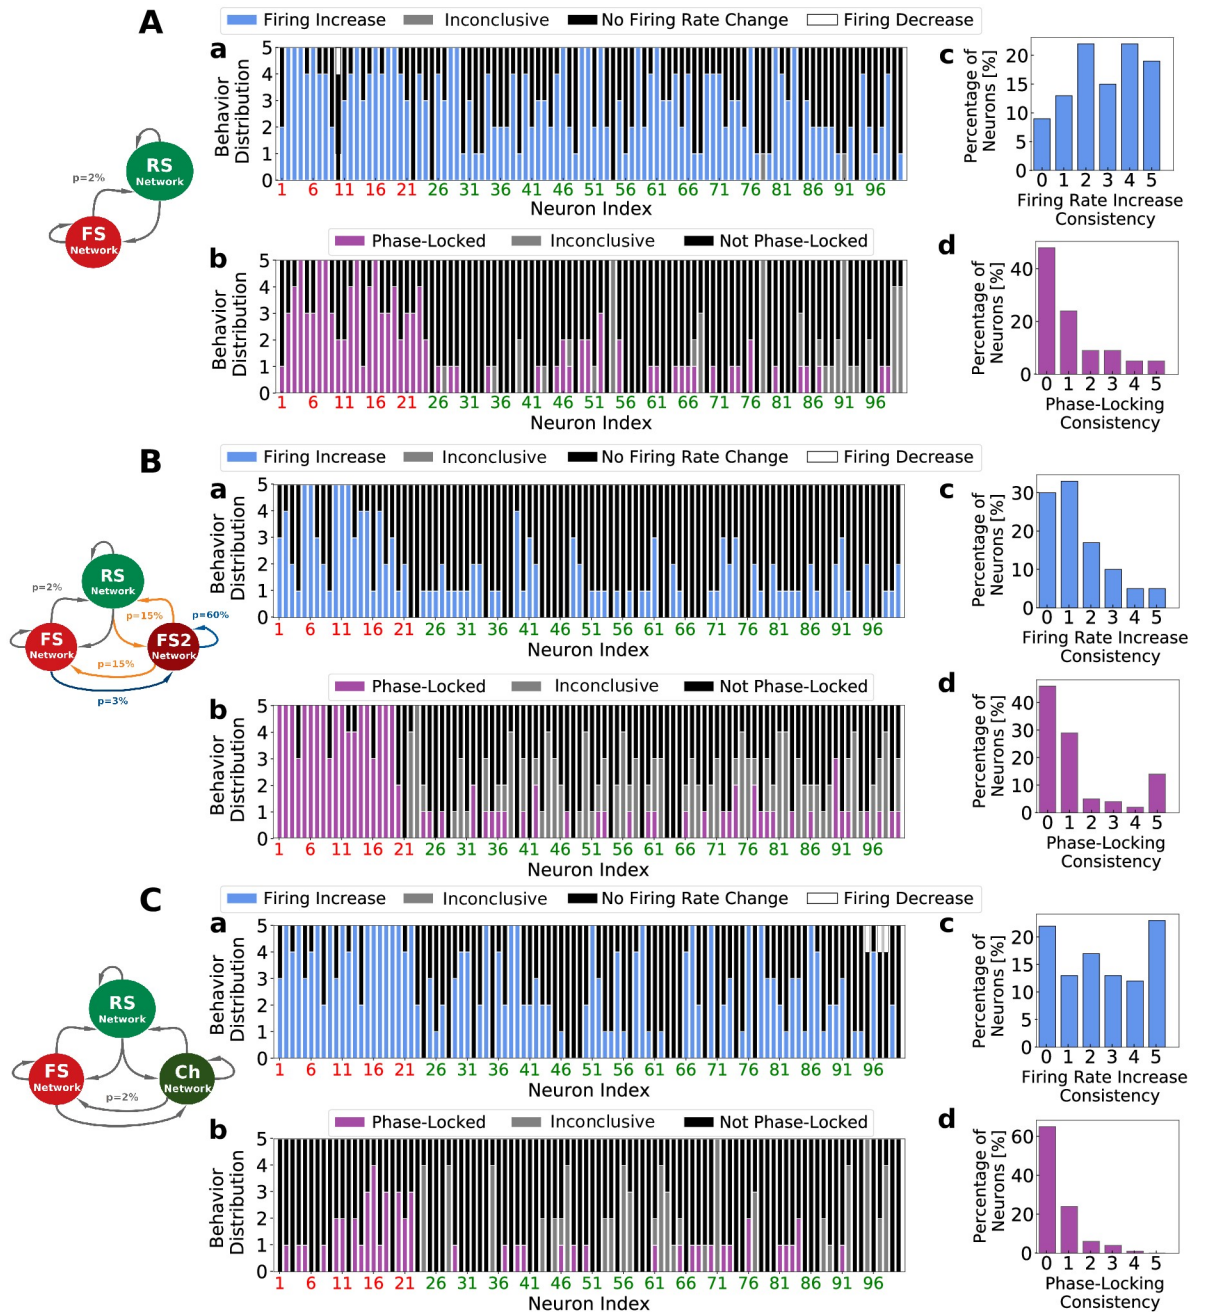 A
Firing Increase Inconclusive No Firing Rate Change Firing Decrease
a
Behavior
Distribution
5
4
3
2
1
0
1 6 11 16 21 26 31 36 41 46 51 56 61 66 71 76 81 86 91 96
Neuron Index
c
Percentage of
Neurons [%]
20
15
10
5
0
0 1 2 3 4 5
Firing Rate Increase
Consistency
RS
Network
p=2%
FS
Network
Phase-Locked Inconclusive Not Phase-Locked
b
Behavior
Distribution
5
4
3
2
1
0
1 6 11 16 21 26 31 36 41 46 51 56 61 66 71 76 81 86 91 96
Neuron Index
d
Percentage of
Neurons [%]
40
20
0
0 1 2 3 4 5
Phase-Locking
Consistency
B
Firing Increase Inconclusive No Firing Rate Change Firing Decrease
a
Behavior
Distribution
5
4
3
2
1
0
1 6 11 16 21 26 31 36 41 46 51 56 61 66 71 76 81 86 91 96
Neuron Index
c
Percentage of
Neurons [%]
30
20
10
0
0 1 2 3 4 5
Firing Rate Increase
Consistency
RS
Network
p=2%
p=15%
p=60%
FS
Network
FS2
Network
p=15%
p=3%
Phase-Locked Inconclusive Not Phase-Locked
b
Behavior
Distribution
5
4
3
2
1
0
1 6 11 16 21 26 31 36 41 46 51 56 61 66 71 76 81 86 91 96
Neuron Index
d
Percentage of
Neurons [%]
40
30
20
10
0
0 1 2 3 4 5
Phase-Locking
Consistency
C
Firing Increase Inconclusive No Firing Rate Change Firing Decrease
a
Behavior
Distribution
5
4
3
2
1
0
1 6 11 16 21 26 31 36 41 46 51 56 61 66 71 76 81 86 91 96
Neuron Index
c
Percentage of
Neurons [%]
20
15
10
5
0
0 1 2 3 4 5
Firing Rate Increase
Consistency
RS
Network
FS
Network
Ch
Network
p=2%
Phase-Locked Inconclusive Not Phase-Locked
b
Behavior
Distribution
5
4
3
2
1
0
1 6 11 16 21 26 31 36 41 46 51 56 61 66 71 76 81 86 91 96
Neuron Index
d
Percentage of
Neurons [%]
60
40
20
0
0 1 2 3 4 5
Phase-Locking
Consistency